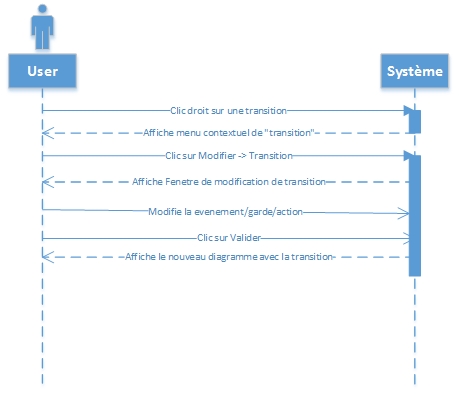 User
Système
Clic droit sur une transition
Affiche menu contextuel de "transition"
Clic sur Modifier -> Transition
Affiche Fenetre de modification de transition
Modifie la evenement/garde/action
Clic sur Valider
Affiche le nouveau diagramme avec la transition